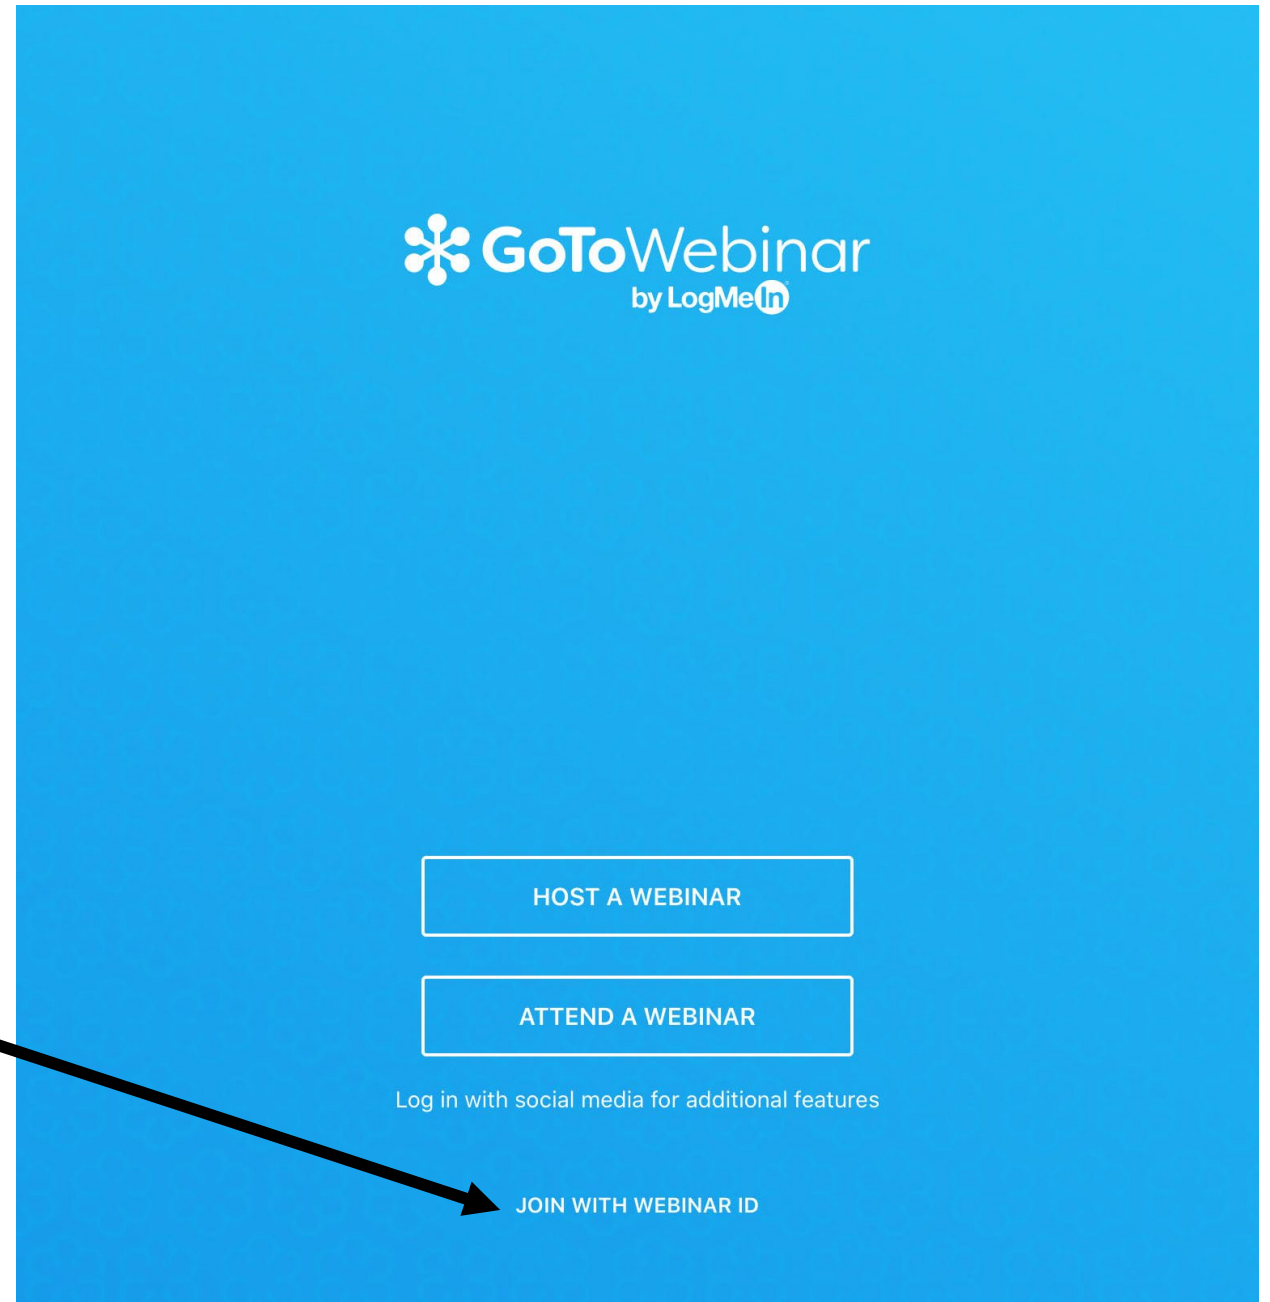 GoToWebinar
by LogMeIn
HOST A WEBINAR
ATTEND A WEBINAR
Log in with social media for additional features
JOIN WITH WEBINAR ID